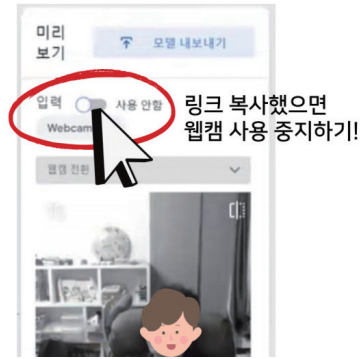 미리
보기
모델 내보내기
입력 사용 안함
Webcam
웹캠 전환
링크 복사했으면
웹캠 사용 중지하기!